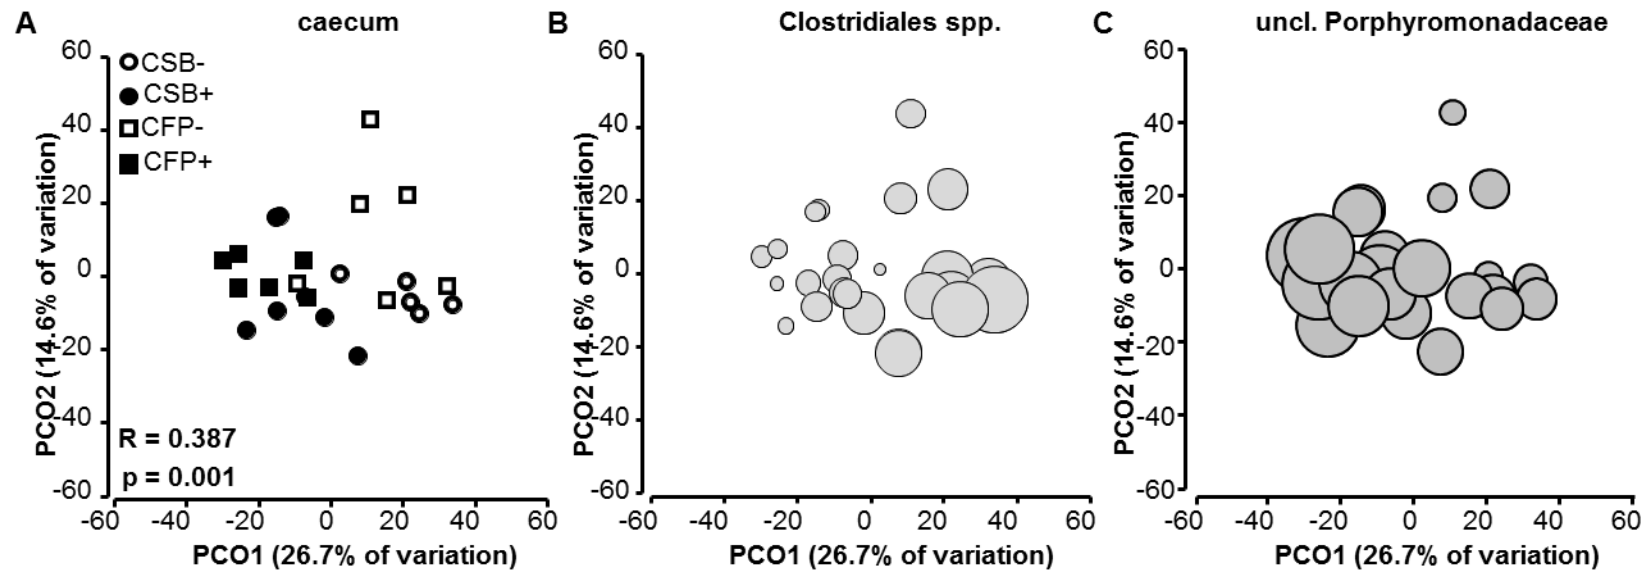 A
caecum
PCO2 (14.6% of variation)
60
40
20
0
-20
-40
-60
CSB-
CSB+
CFP-
CFP+
R = 0.387
p = 0.001
-60 -40 -20 0 20 40 60
PCO1 (26.7% of variation)
B
Clostridiales spp.
PCO2 (14.6% of variation)
60
40
20
0
-20
-40
-60
-60 -40 -20 0 20 40 60
PCO1 (26.7% of variation)
C
uncl. Porphyromonadaceae
PCO2 (14.6% of variation)
60
40
20
0
-20
-40
-60
-60 -40 -20 0 20 40 60
PCO1 (26.7% of variation)